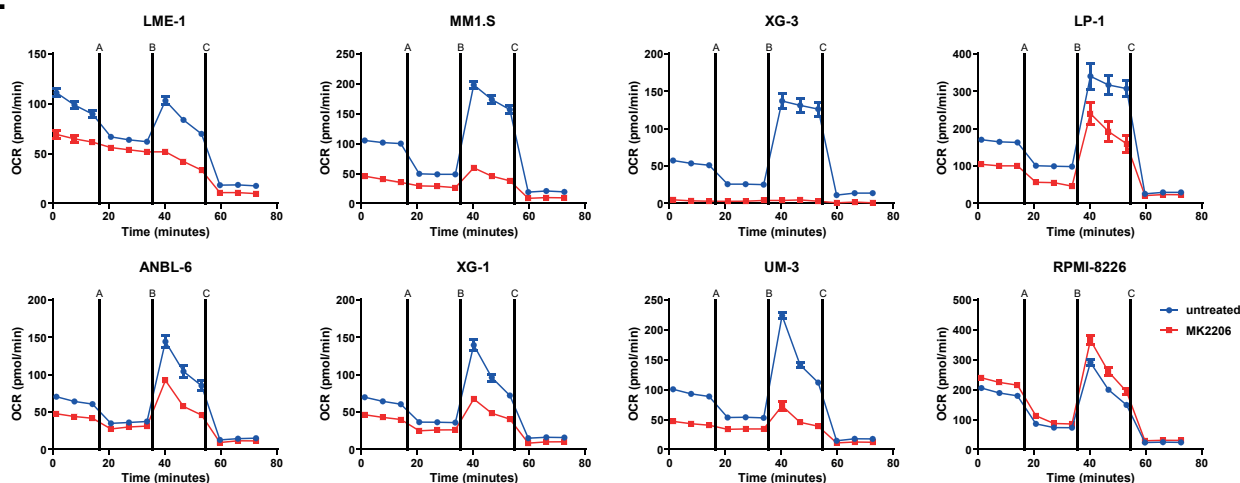 LME-1
MM1.S
XG-3
LP-1
A B C
A B C
A B C
A B C
150
100
50
0
250
200
150
100
50
0
200
150
100
50
0
400
300
200
100
0
OCR (pmol/min)
OCR (pmol/min)
OCR (pmol/min)
OCR (pmol/min)
0 20 40 60 80
0 20 40 60 80
0 20 40 60 80
0 20 40 60 80
Time (minutes)
Time (minutes)
Time (minutes)
Time (minutes)
ANBL-6
XG-1
UM-3
RPMI-8226
A B C
A B C
A B C
A B C
200
150
100
50
0
200
150
100
50
0
250
200
150
100
50
0
500
400
300
200
100
0
OCR (pmol/min)
OCR (pmol/min)
OCR (pmol/min)
OCR (pmol/min)
0 20 40 60 80
0 20 40 60 80
0 20 40 60 80
0 20 40 60 80
Time (minutes)
Time (minutes)
Time (minutes)
Time (minutes)
untreated
MK2206